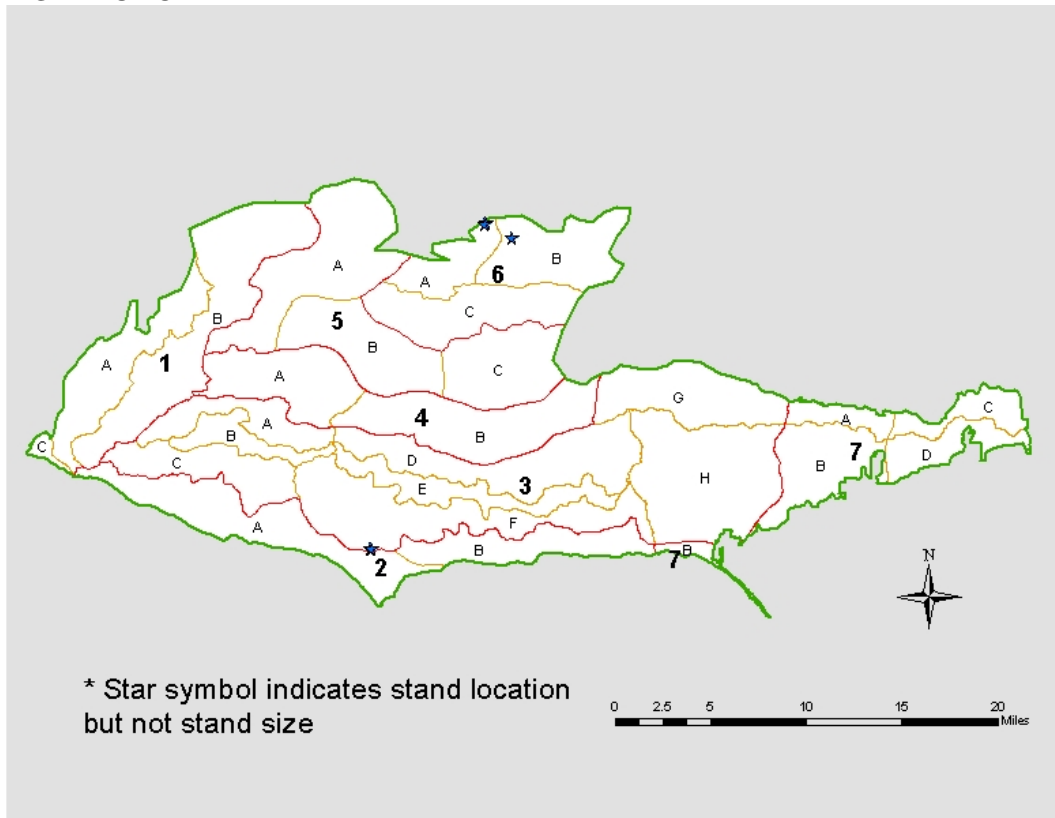 A
B
6
A
5
B
C
A
1
B
C
A
4
B
G
A
C
7
B
D
A
B
C
C
D
E
3
H
F
A
B
2
7
B
N
* Star symbol indicates stand location
but not stand size
0 2.5 5 10 15 20
Miles